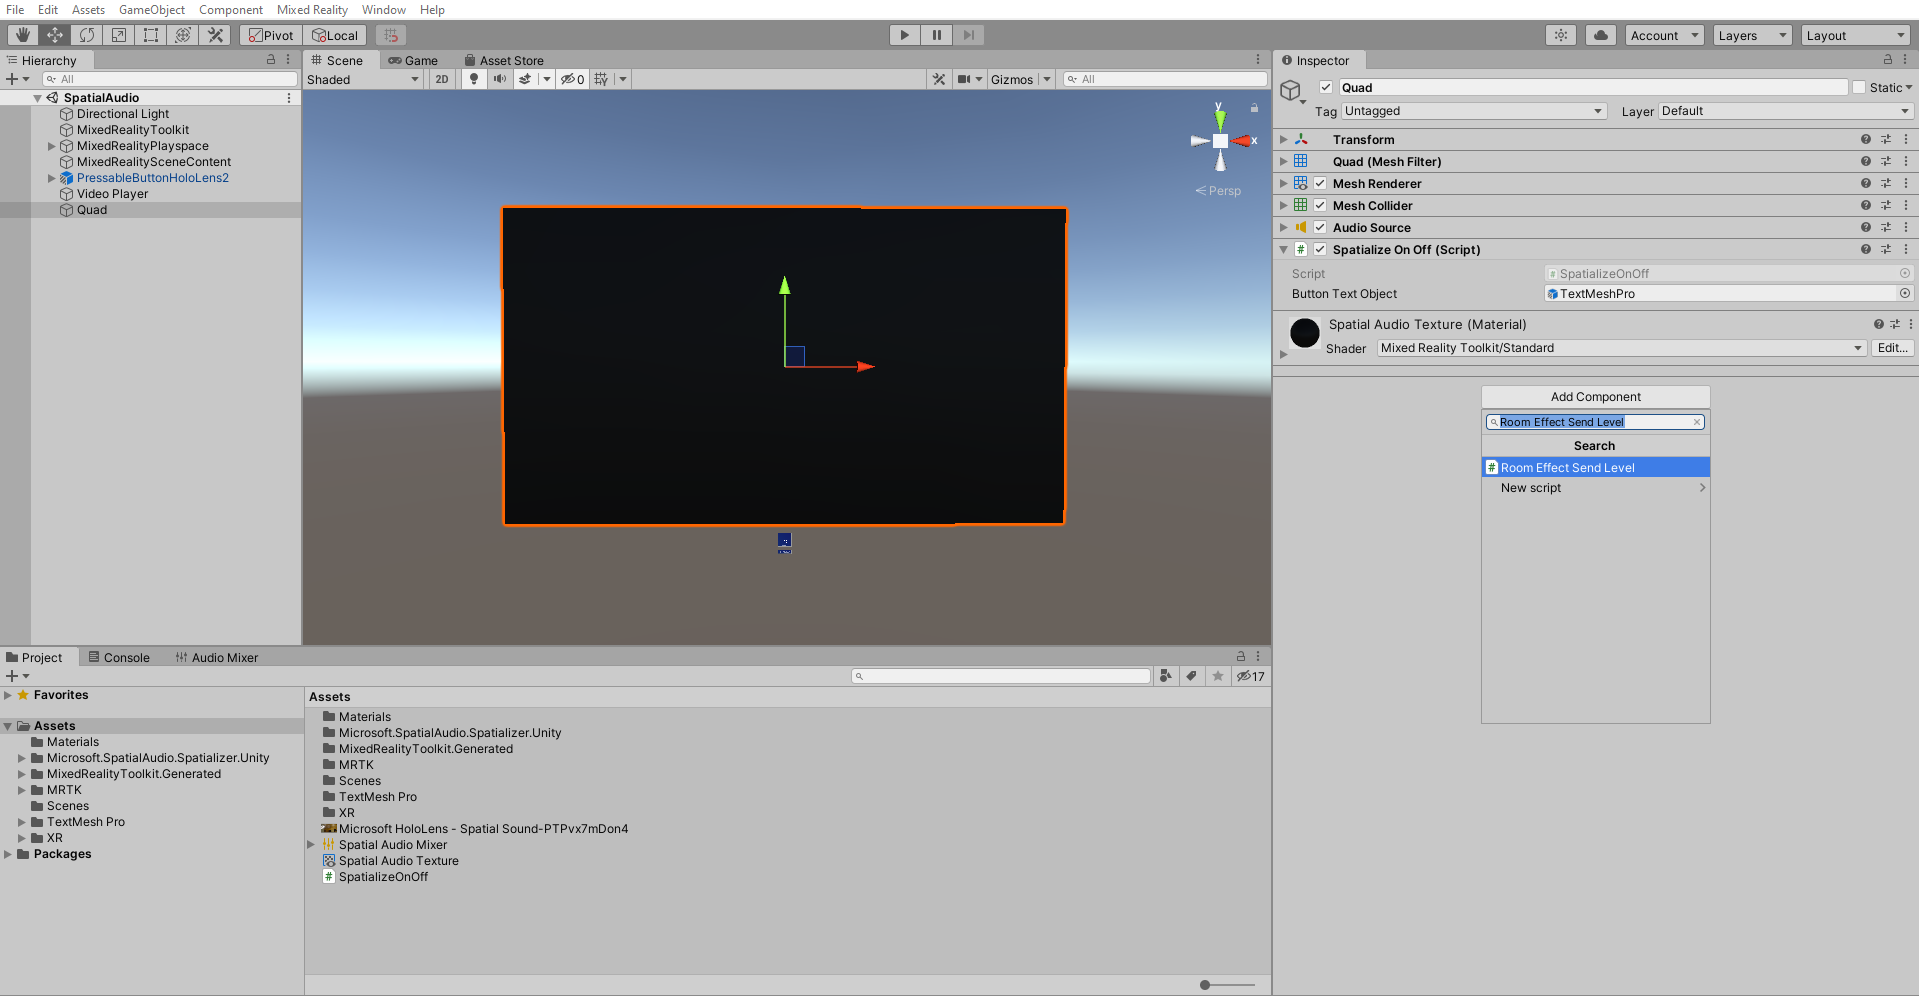 File Edit Assets GameObject Component Mixed Reality Window Help
Pivot Local Account Layers Layout
Hierarchy
All
SpatialAudio
Directional Light
MixedRealityToolkit
MixedRealityPlayspace
MixedRealitySceneContent
PressableButtonHoloLens2
Video Player
Quad
Scene Game Asset Store
Shaded 2D 0 Gizmos All
y
x
Persp
Inspector
Quad Static
Tag Untagged Layer Default
Transform
Quad (Mesh Filter)
Mesh Renderer
Mesh Collider
Audio Source
Spatialize On Off (Script)
Script SpatializeOnOff
Button Text Object TextMeshPro
Spatial Audio Texture (Material)
Shader Mixed Reality Toolkit/Standard Edit...
Add Component
Room Effect Send Level
Search
Room Effect Send Level
New script
Project Console Audio Mixer
17
Favorites
Assets
Materials
Microsoft.SpatialAudio.Spatializer.Unity
MixedRealityToolkit.Generated
MRTK
Scenes
TextMesh Pro
XR
Packages
Assets
Materials
Microsoft.SpatialAudio.Spatializer.Unity
MixedRealityToolkit.Generated
MRTK
Scenes
TextMesh Pro
XR
Microsoft HoloLens - Spatial Sound-PTPvx7mDon4
Spatial Audio Mixer
Spatial Audio Texture
SpatializeOnOff